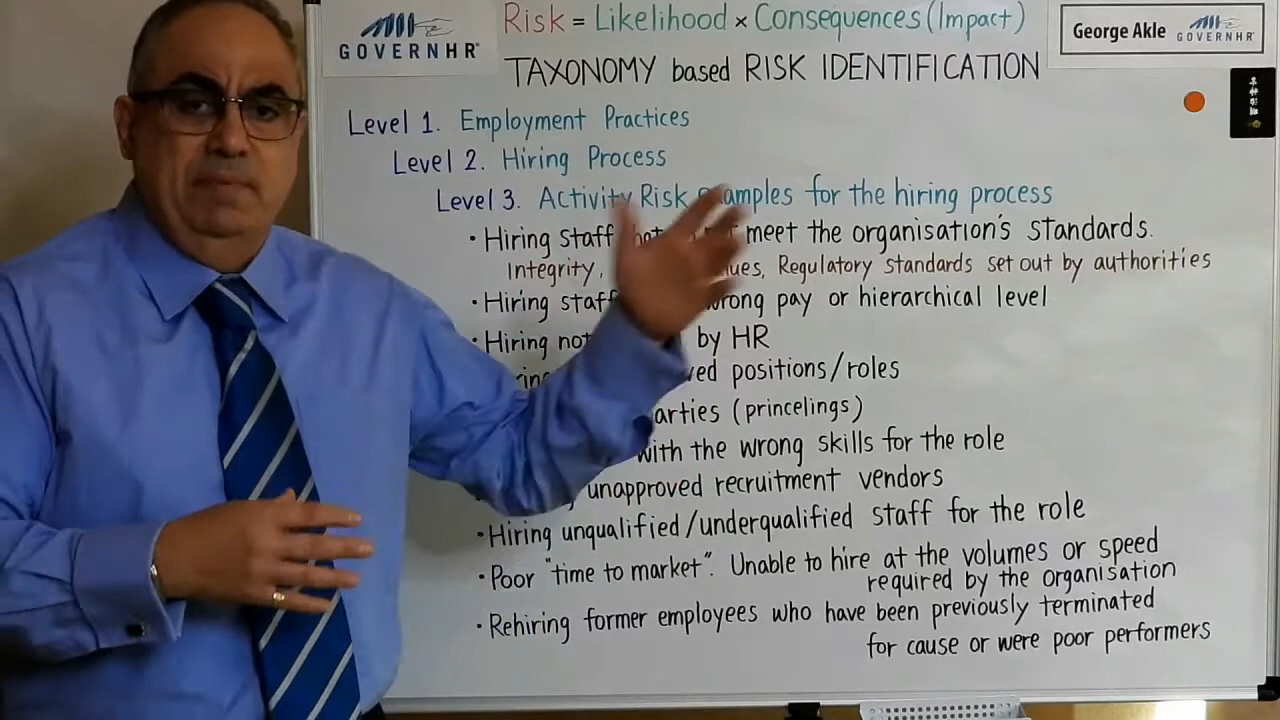 GOVERNHR
Risk = Likelihood × Consequences (Impact)
George Akle GOVERNHR
TAXONOMY based RISK IDENTIFICATION
Level 1. Employment Practices
Level 2. Hiring Process
Level 3. Activity Risk examples for the hiring process
• Hiring staff meet the organisation's standards.
Integrity, Regulatory standards set out by authorities
• Hiring staff wrong pay or hierarchical level
• Hiring not by HR
positions/roles
(princelings)
with the wrong skills for the role
unapproved recruitment vendors
• Hiring unqualified/underqualified staff for the role
• Poor "time to market". Unable to hire at the volumes or speed
required by the organisation
• Rehiring former employees who have been previously terminated
for cause or were poor performers